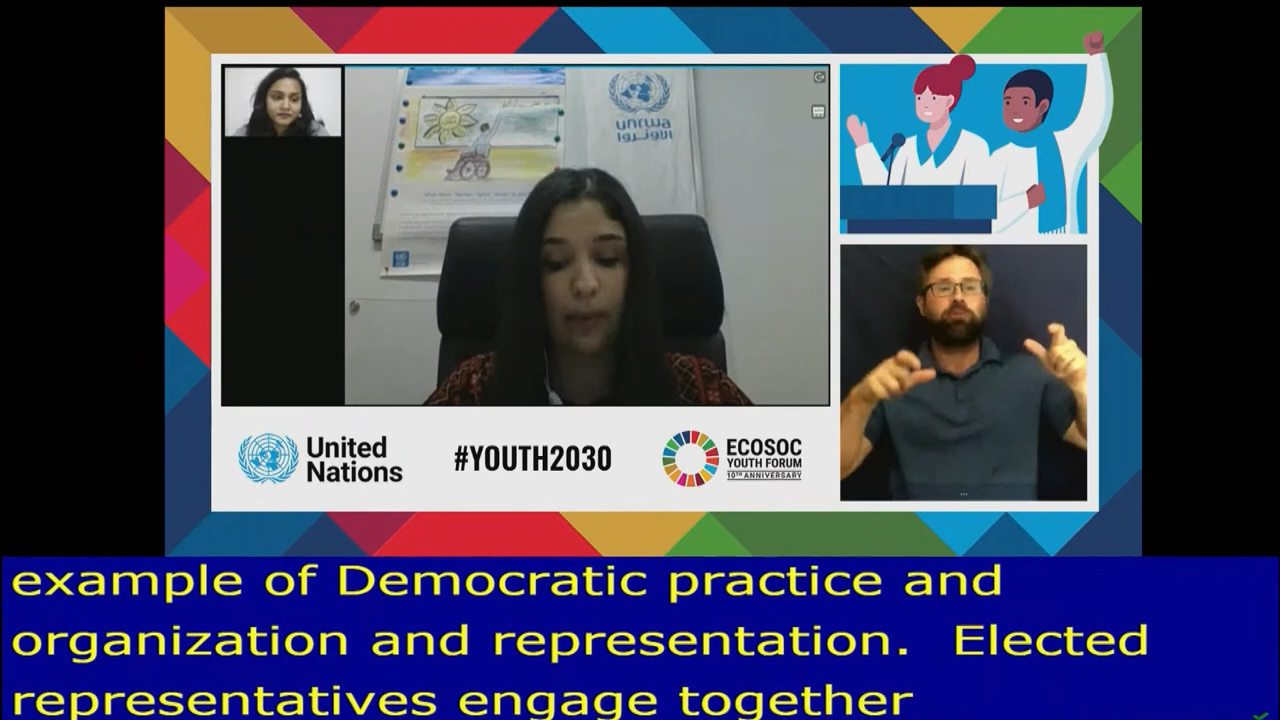 unrwa
الأونروا
United
Nations
#YOUTH2030
ECOSOC
YOUTH FORUM
10TH ANNIVERSARY
example of Democratic practice and
organization and representation.  Elected
representatives engage together